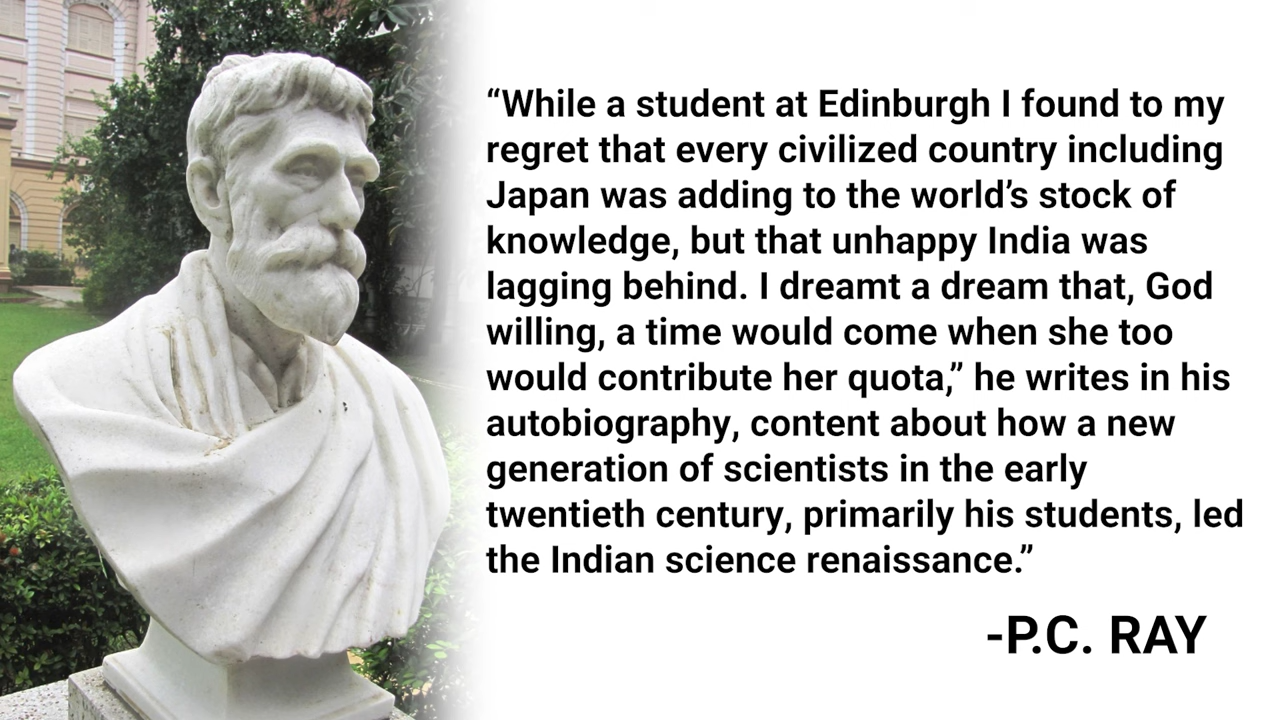 “While a student at Edinburgh I found to my
regret that every civilized country including
Japan was adding to the world’s stock of
knowledge, but that unhappy India was
lagging behind. I dreamt a dream that, God
willing, a time would come when she too
would contribute her quota,” he writes in his
autobiography, content about how a new
generation of scientists in the early
twentieth century, primarily his students, led
the Indian science renaissance.”
-P.C. RAY